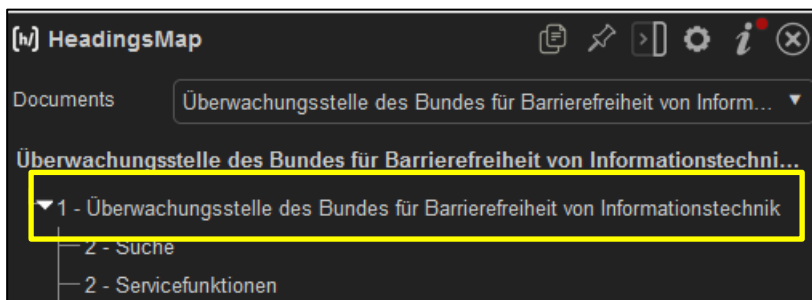 [h/] HeadingsMap
Documents Überwachungsstelle des Bundes für Barrierefreiheit von Inform...
Überwachungsstelle des Bundes für Barrierefreiheit von Informationstechni...
1 - Überwachungsstelle des Bundes für Barrierefreiheit von Informationstechnik
2 - Suche
2 - Servicefunktionen